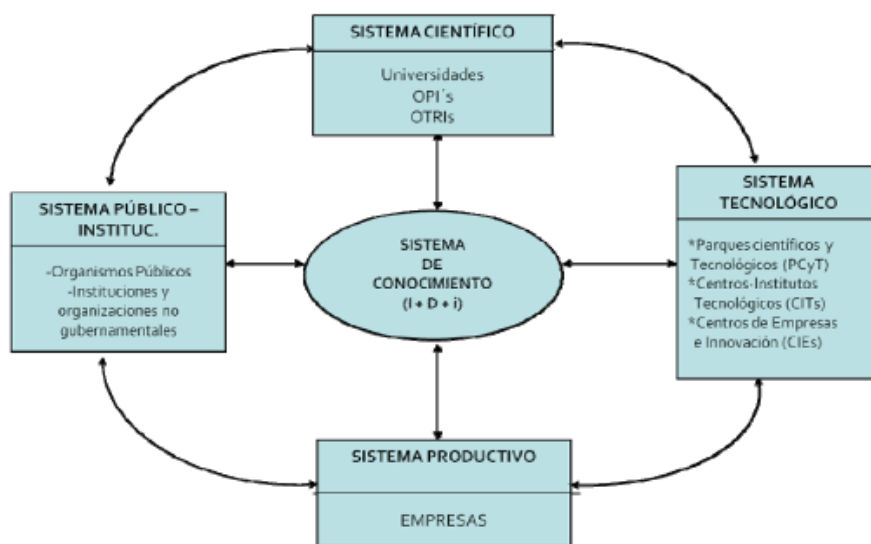 SISTEMA CIENTÍFICO
Universidades
OPI´s
OTRIs
SISTEMA PÚBLICO –
INSTITUC.
-Organismos Públicos
-Instituciones y
organizaciones no
gubernamentales
SISTEMA
DE
CONOCIMIENTO
(I + D + i)
SISTEMA
TECNOLÓGICO
*Parques científicos y
Tecnológicos (PCyT)
*Centros-Institutos
Tecnológicos (CITs)
*Centros de Empresas
e Innovación (CIEs)
SISTEMA PRODUCTIVO
EMPRESAS